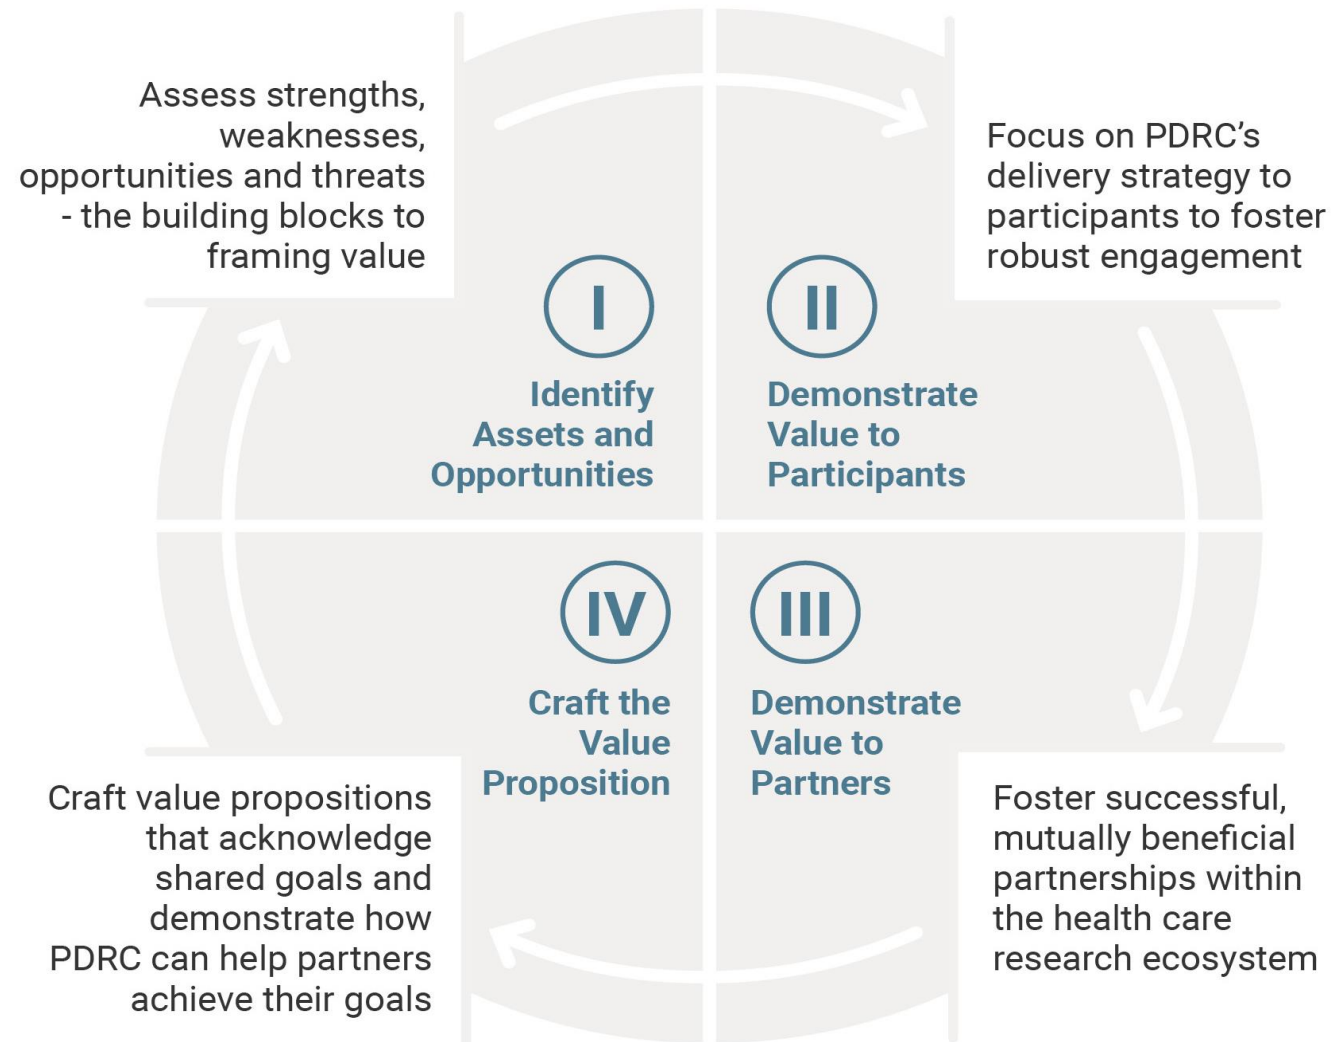 Assess strengths,
weaknesses,
opportunities and threats
- the building blocks to
framing value
I
Identify
Assets and
Opportunities
Focus on PDRC’s
delivery strategy to
participants to foster
robust engagement
II
Demonstrate
Value to
Participants
III
Demonstrate
Value to
Partners
Foster successful,
mutually beneficial
partnerships within
the health care
research ecosystem
IV
Craft the
Value
Proposition
Craft value propositions
that acknowledge
shared goals and
demonstrate how
PDRC can help partners
achieve their goals